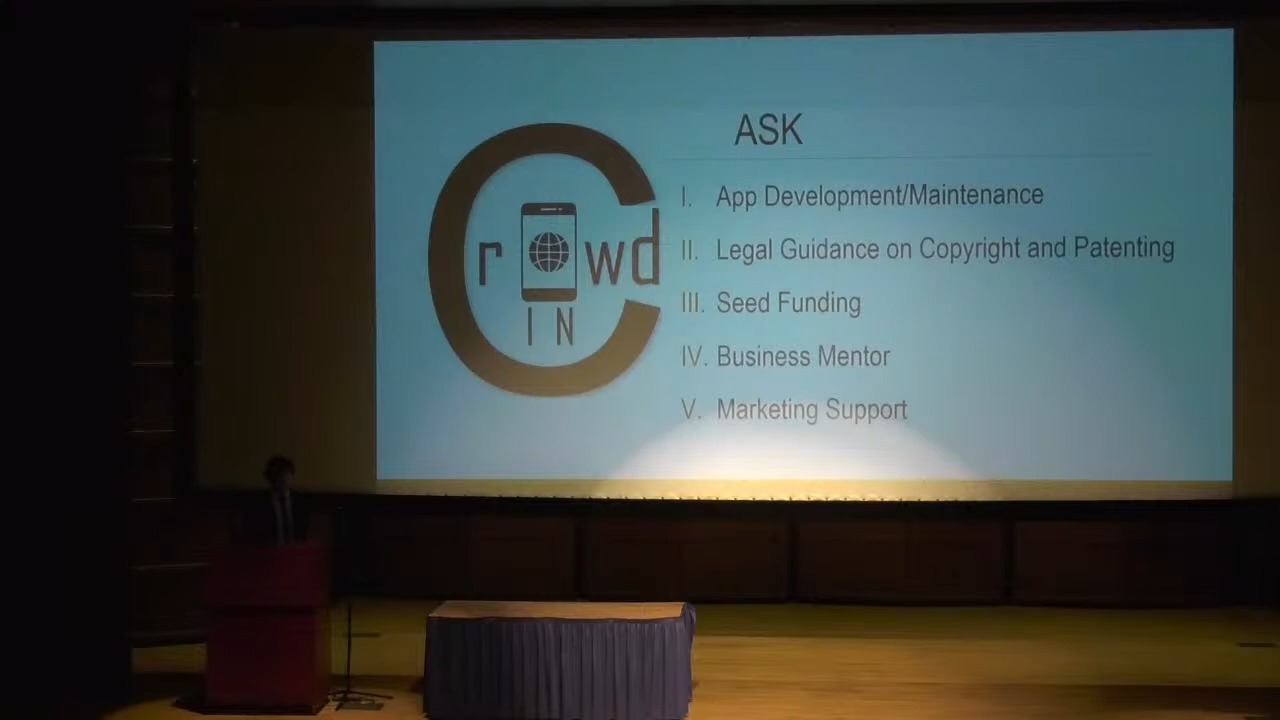 ASK
Crowd
IN
I. App Development/Maintenance
II. Legal Guidance on Copyright and Patenting
III. Seed Funding
IV. Business Mentor
V. Marketing Support